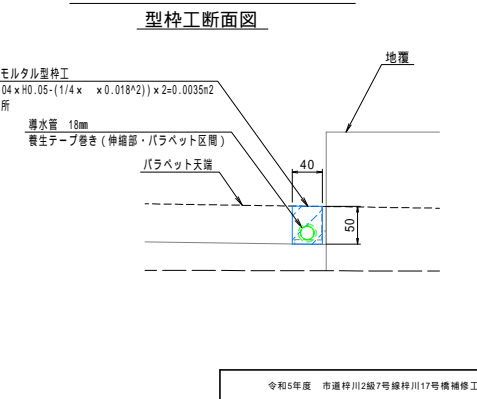 型枠工断面図
地覆
モルタル型枠工
04×H0.05-(1/4×　×0.018^2))×2=0.0035m2
所
導水管　18mm
養生テープ巻き（伸縮部・パラペット区間）
パラペット天端
40
50
令和5年度　市道梓川2級7号線梓川17号橋補修工